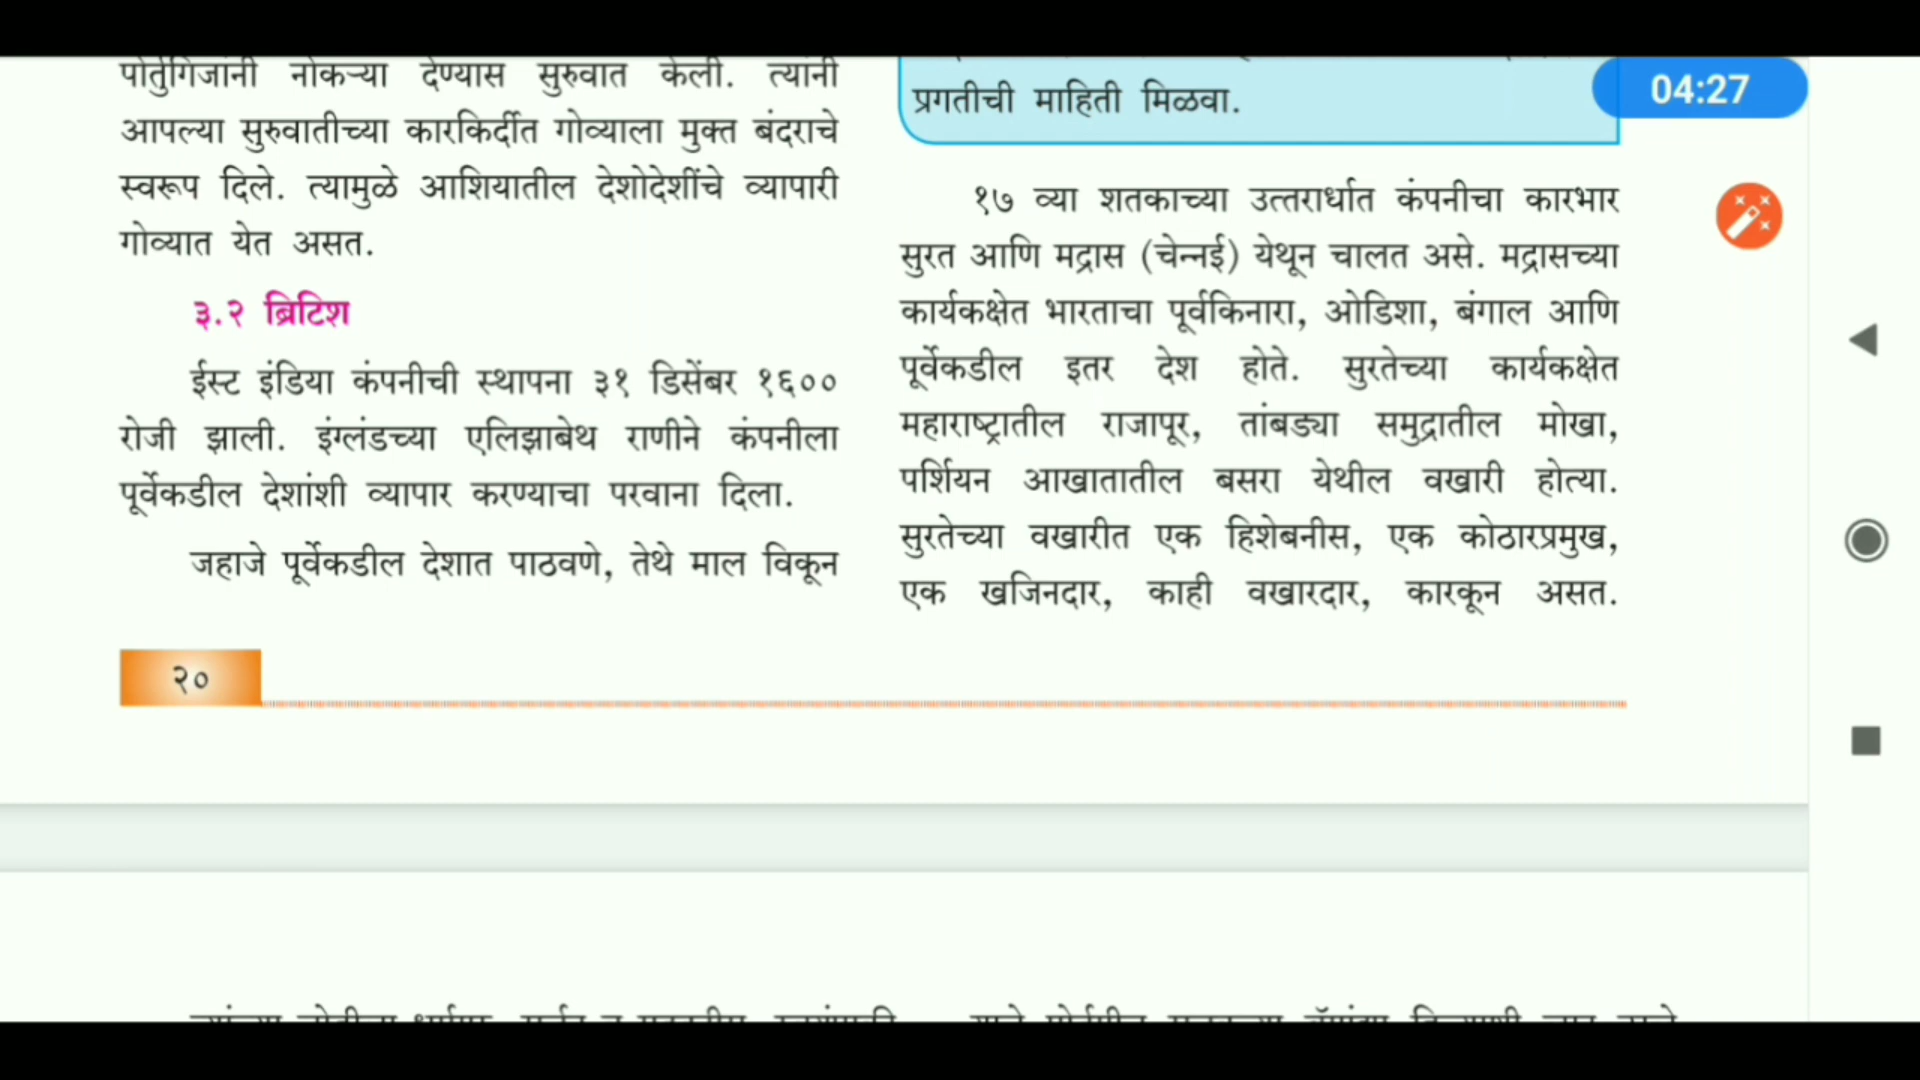 पोर्तुगिजांनी नोकऱ्या देण्यास सुरुवात केली. त्यांनी
आपल्या सुरुवातीच्या कारकिर्दीत गोव्याला मुक्त बंदराचे
स्वरूप दिले. त्यामुळे आशियातील देशोदेशींचे व्यापारी
गोव्यात येत असत.
३.२ ब्रिटिश
ईस्ट इंडिया कंपनीची स्थापना ३१ डिसेंबर १६००
रोजी झाली. इंग्लंडच्या एलिझाबेथ राणीने कंपनीला
पूर्वेकडील देशांशी व्यापार करण्याचा परवाना दिला.
जहाजे पूर्वेकडील देशात पाठवणे, तेथे माल विकून
प्रगतीची माहिती मिळवा.
04:27
१७ व्या शतकाच्या उत्तरार्धात कंपनीचा कारभार
सुरत आणि मद्रास (चेन्नई) येथून चालत असे. मद्रासच्या
कार्यकक्षेत भारताचा पूर्वकिनारा, ओडिशा, बंगाल आणि
पूर्वेकडील इतर देश होते. सुरतेच्या कार्यकक्षेत
महाराष्ट्रातील राजापूर, तांबड्या समुद्रातील मोखा,
पर्शियन आखातातील बसरा येथील वखारी होत्या.
सुरतेच्या वखारीत एक हिशेबनीस, एक कोठारप्रमुख,
एक खजिनदार, काही वखारदार, कारकून असत.
२०